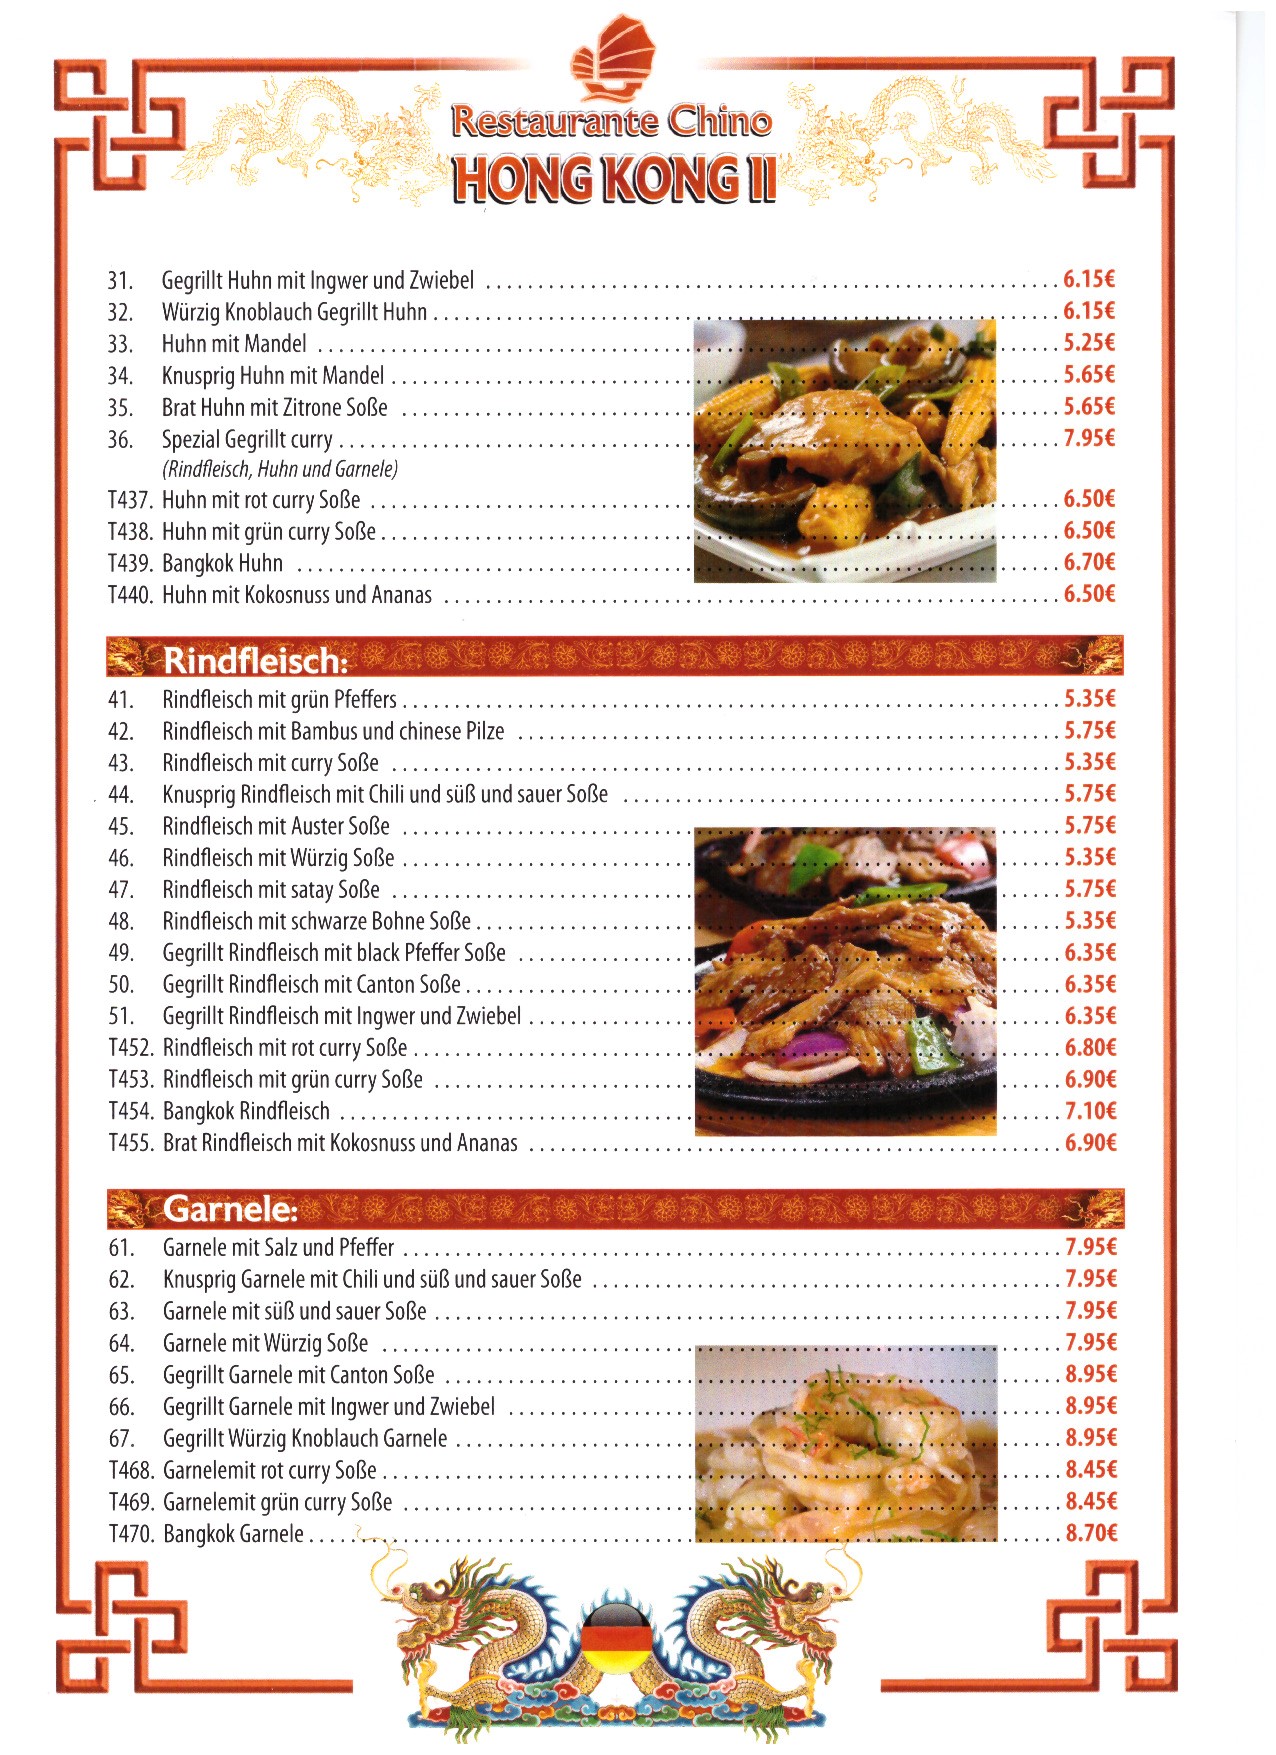 Restaurante Chino
HONG KONG II
31. Gegrillt Huhn mit Ingwer und Zwiebel 6.15€
32. Würzig Knoblauch Gegrillt Huhn 6.15€
33. Huhn mit Mandel 5.25€
34. Knusprig Huhn mit Mandel 5.65€
35. Brat Huhn mit Zitrone Soße 5.65€
36. Spezial Gegrillt curry 7.95€
(Rindfleisch, Huhn und Garnele)
T437. Huhn mit rot curry Soße 6.50€
T438. Huhn mit grün curry Soße 6.50€
T439. Bangkok Huhn 6.70€
T440. Huhn mit Kokosnuss und Ananas 6.50€
Rindfleisch:
41. Rindfleisch mit grün Pfeffers 5.35€
42. Rindfleisch mit Bambus und chinese Pilze 5.75€
43. Rindfleisch mit curry Soße 5.35€
44. Knusprig Rindfleisch mit Chili und süß und sauer Soße 5.75€
45. Rindfleisch mit Auster Soße 5.75€
46. Rindfleisch mit Würzig Soße 5.35€
47. Rindfleisch mit satay Soße 5.75€
48. Rindfleisch mit schwarze Bohne Soße 5.35€
49. Gegrillt Rindfleisch mit black Pfeffer Soße 6.35€
50. Gegrillt Rindfleisch mit Canton Soße 6.35€
51. Gegrillt Rindfleisch mit Ingwer und Zwiebel 6.35€
T452. Rindfleisch mit rot curry Soße 6.80€
T453. Rindfleisch mit grün curry Soße 6.90€
T454. Bangkok Rindfleisch 7.10€
T455. Brat Rindfleisch mit Kokosnuss und Ananas 6.90€
Garnele:
61. Garnele mit Salz und Pfeffer 7.95€
62. Knusprig Garnele mit Chili und süß und sauer Soße 7.95€
63. Garnele mit süß und sauer Soße 7.95€
64. Garnele mit Würzig Soße 7.95€
65. Gegrillt Garnele mit Canton Soße 8.95€
66. Gegrillt Garnele mit Ingwer und Zwiebel 8.95€
67. Gegrillt Würzig Knoblauch Garnele 8.95€
T468. Garnelemit rot curry Soße 8.45€
T469. Garnelemit grün curry Soße 8.45€
T470. Bangkok Garnele 8.70€